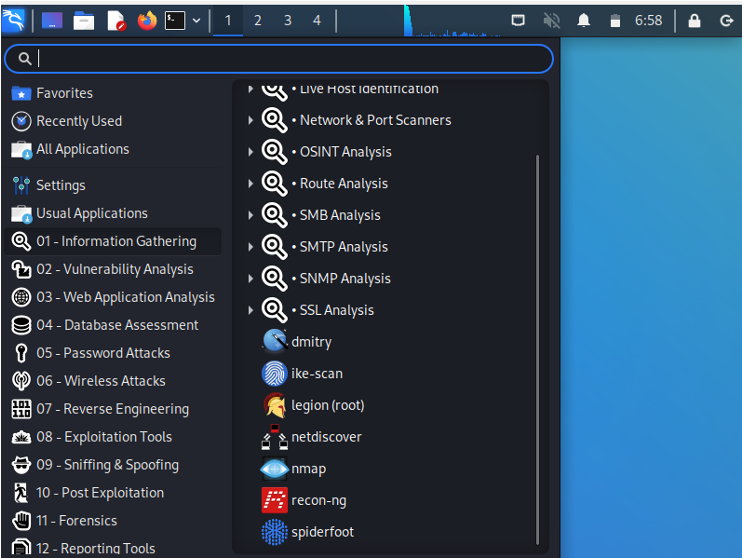 1 2 3 4 6:58
Favorites
Recently Used
All Applications
Settings
Usual Applications
01 - Information Gathering
02 - Vulnerability Analysis
03 - Web Application Analysis
04 - Database Assessment
05 - Password Attacks
06 - Wireless Attacks
07 - Reverse Engineering
08 - Exploitation Tools
09 - Sniffing & Spoofing
10 - Post Exploitation
11 - Forensics
12 - Reporting Tools
• Live Host Identification
• Network & Port Scanners
• OSINT Analysis
• Route Analysis
• SMB Analysis
• SMTP Analysis
• SNMP Analysis
• SSL Analysis
dmitry
ike-scan
legion (root)
netdiscover
nmap
recon-ng
spiderfoot